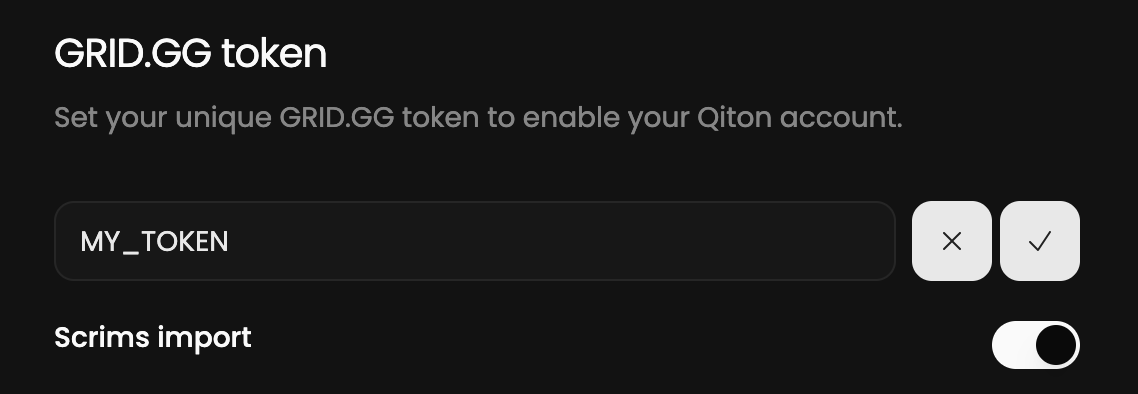 GRID.GG token
Set your unique GRID.GG token to enable your Qiton account.
MY_TOKEN
Scrims import